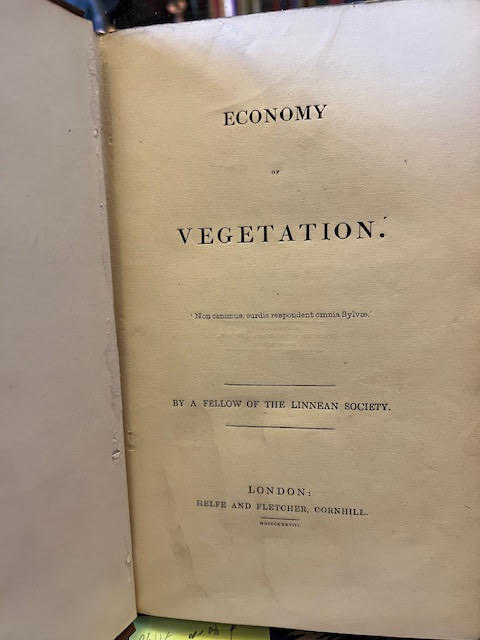 ECONOMY
OF
VEGETATION.
‘Non canimus, surdis respondent omnia Sylvæ.’
BY A FELLOW OF THE LINNEAN SOCIETY.
LONDON:
RELFE AND FLETCHER, CORNHILL.
MDCCCXXXVIII.